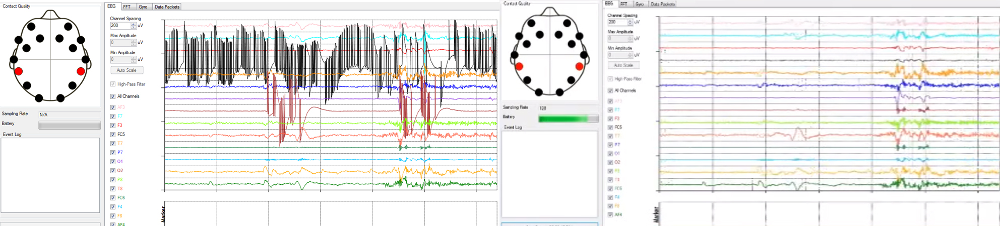 Contact Quality
EEG FFT Gyro Data Packets
Channel Spacing
200 uV
Max Amplitude
0 uV
Min Amplitude
0 uV
Auto Scale
High-Pass Filter
All Channels
AF3
F7
F3
FC5
T7
P7
O1
O2
P8
T8
FC6
F4
F8
AF4
Sampling Rate N/A
Battery
Event Log
Marker
Contact Quality
EEG FFT Gyro Data Packets
Channel Spacing
200 uV
Max Amplitude
0 uV
Min Amplitude
0 uV
Auto Scale
High-Pass Filter
All Channels
AF3
F7
F3
FC5
T7
P7
O1
O2
P8
T8
FC6
F4
F8
AF4
Sampling Rate 128
Battery
Event Log
Marker